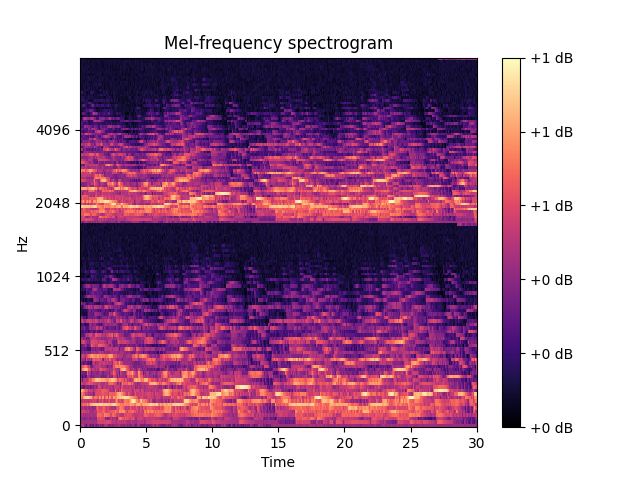 Mel-frequency spectrogram
Hz
4096
2048
1024
512
0
0 5 10 15 20 25 30
Time
+1 dB
+1 dB
+1 dB
+0 dB
+0 dB
+0 dB